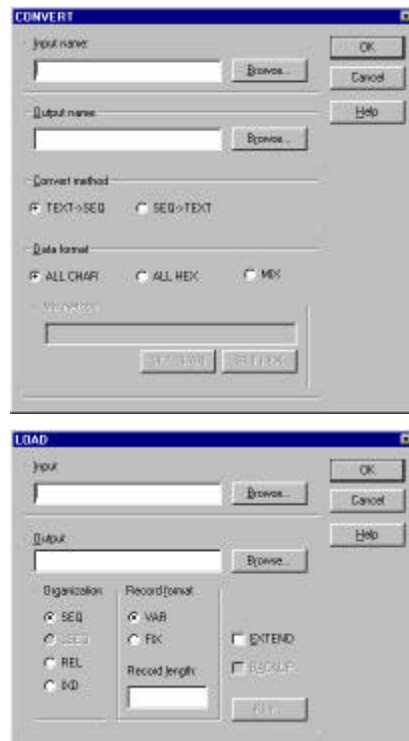 CONVERT
Input name:
OK
Browse...
Cancel
Output name
Help
Browse...
Convert method
TEXT->SEQ SEQ->TEXT
Data format
ALL CHAR ALL HEX MIX
LOAD
Input
OK
Browse...
Cancel
Output
Help
Browse...
Organization Record format
SEQ VAR
FIX EXTEND
REL Record length:
IXD